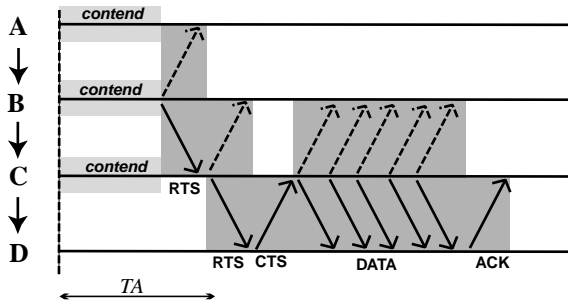 contend
A
contend
B
contend
C
RTS
D
RTS CTS DATA ACK
TA